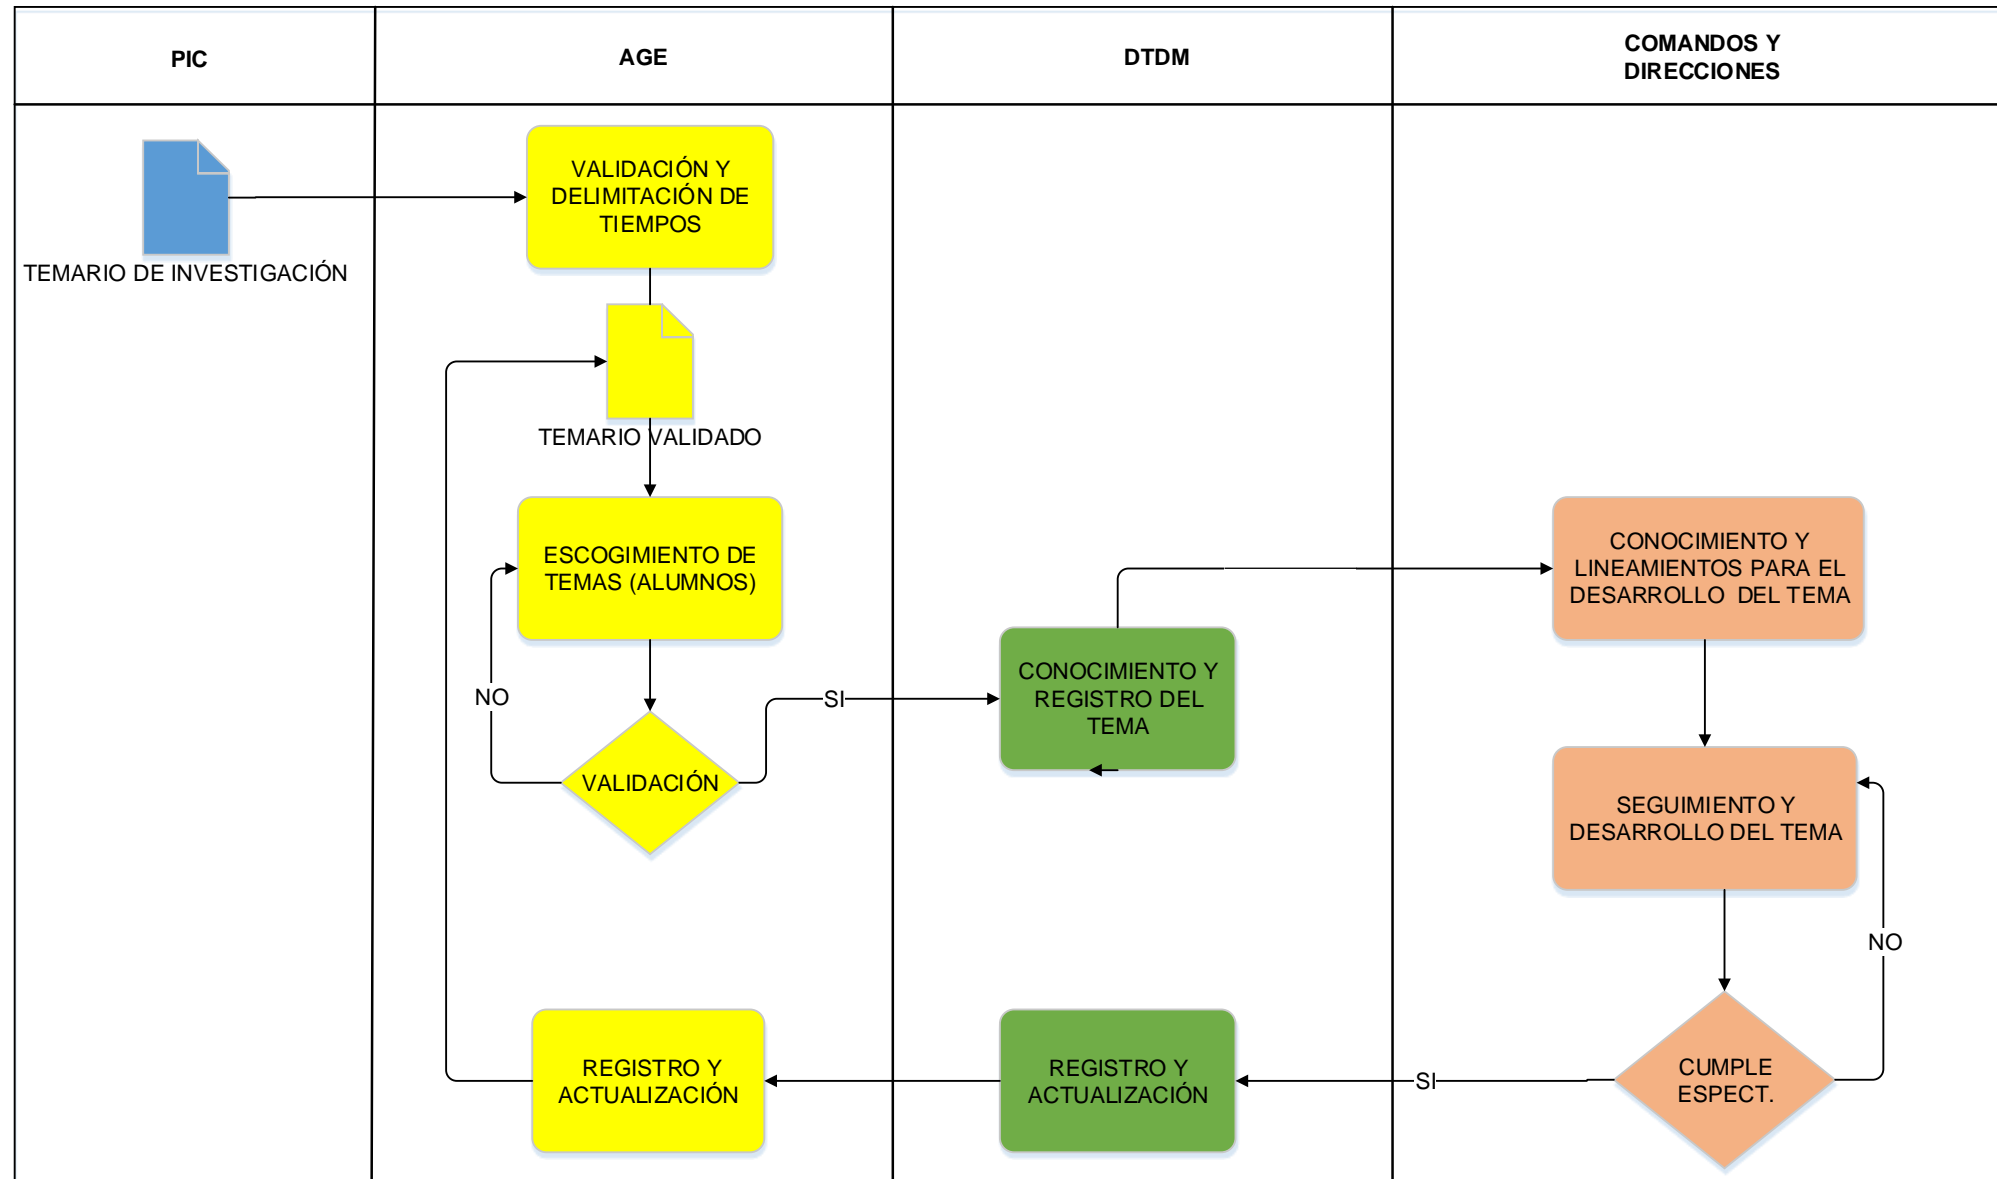 PIC
AGE
DTDM
COMANDOS Y
DIRECCIONES
TEMARIO DE INVESTIGACIÓN
VALIDACIÓN Y
DELIMITACIÓN DE
TIEMPOS
TEMARIO VALIDADO
ESCOGIMIENTO DE
TEMAS (ALUMNOS)
NO
VALIDACIÓN
SI
CONOCIMIENTO Y
REGISTRO DEL
TEMA
CONOCIMIENTO Y
LINEAMIENTOS PARA EL
DESARROLLO DEL TEMA
SEGUIMIENTO Y
DESARROLLO DEL TEMA
NO
CUMPLE
ESPECT.
SI
REGISTRO Y
ACTUALIZACIÓN
REGISTRO Y
ACTUALIZACIÓN